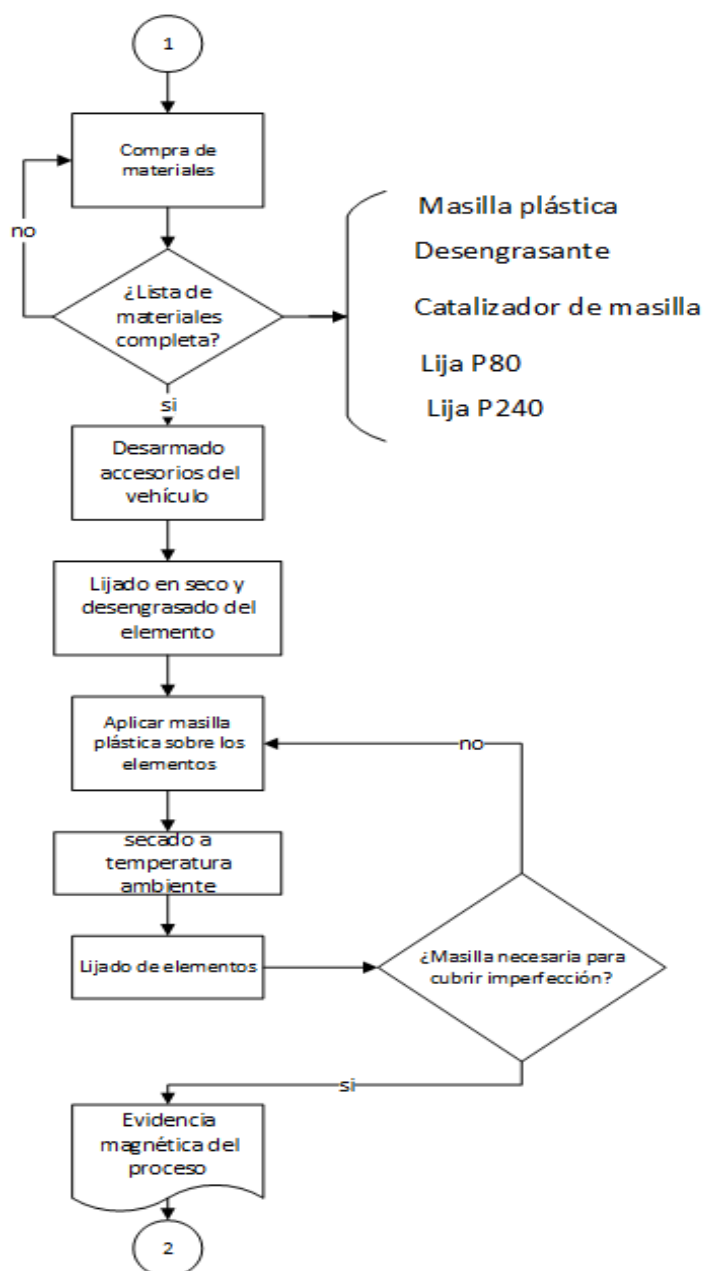 1
Compra de
materiales
no
¿Lista de
materiales
completa?
Masilla plástica
Desengrasante
Catalizador de masilla
Lija P80
Lija P240
si
Desarmado
accesorios del
vehículo
Lijado en seco y
desengrasado del
elemento
Aplicar masilla
plástica sobre los
elementos
no
secado a
temperatura
ambiente
Lijado de elementos
¿Masilla necesaria para
cubrir imperfección?
si
Evidencia
magnética del
proceso
2